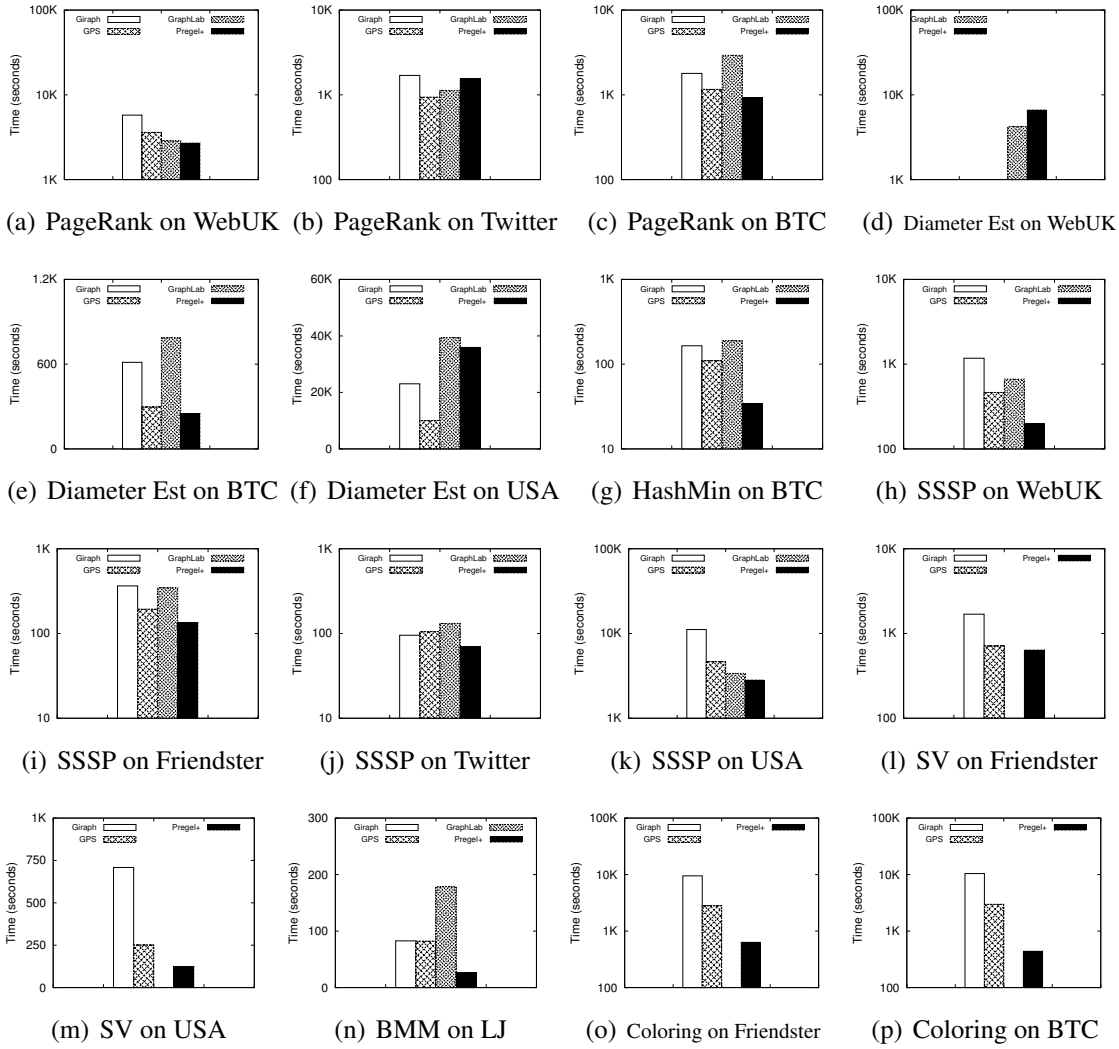 100K
10K
1K
Time (seconds)
Giraph
GPS
GraphLab
Pregel+
(a) PageRank on WebUK
10K
1K
100
Time (seconds)
Giraph
GPS
GraphLab
Pregel+
(b) PageRank on Twitter
10K
1K
100
Time (seconds)
Giraph
GPS
GraphLab
Pregel+
(c) PageRank on BTC
100K
10K
1K
Time (seconds)
GraphLab
Pregel+
(d) Diameter Est on WebUK
1.2K
600
0
Time (seconds)
Giraph
GPS
GraphLab
Pregel+
(e) Diameter Est on BTC
60K
40K
20K
0
Time (seconds)
Giraph
GPS
GraphLab
Pregel+
(f) Diameter Est on USA
1K
100
10
Time (seconds)
Giraph
GPS
GraphLab
Pregel+
(g) HashMin on BTC
10K
1K
100
Time (seconds)
Giraph
GPS
GraphLab
Pregel+
(h) SSSP on WebUK
1K
100
10
Time (seconds)
Giraph
GPS
GraphLab
Pregel+
(i) SSSP on Friendster
1K
100
10
Time (seconds)
Giraph
GPS
GraphLab
Pregel+
(j) SSSP on Twitter
100K
10K
1K
Time (seconds)
Giraph
GPS
GraphLab
Pregel+
(k) SSSP on USA
10K
1K
100
Time (seconds)
Giraph
GPS
Pregel+
(l) SV on Friendster
1K
750
500
250
0
Time (seconds)
Giraph
GPS
Pregel+
(m) SV on USA
300
200
100
0
Time (seconds)
Giraph
GPS
GraphLab
Pregel+
(n) BMM on LJ
100K
10K
1K
100
Time (seconds)
Giraph
GPS
Pregel+
(o) Coloring on Friendster
100K
10K
1K
100
Time (seconds)
Giraph
GPS
Pregel+
(p) Coloring on BTC